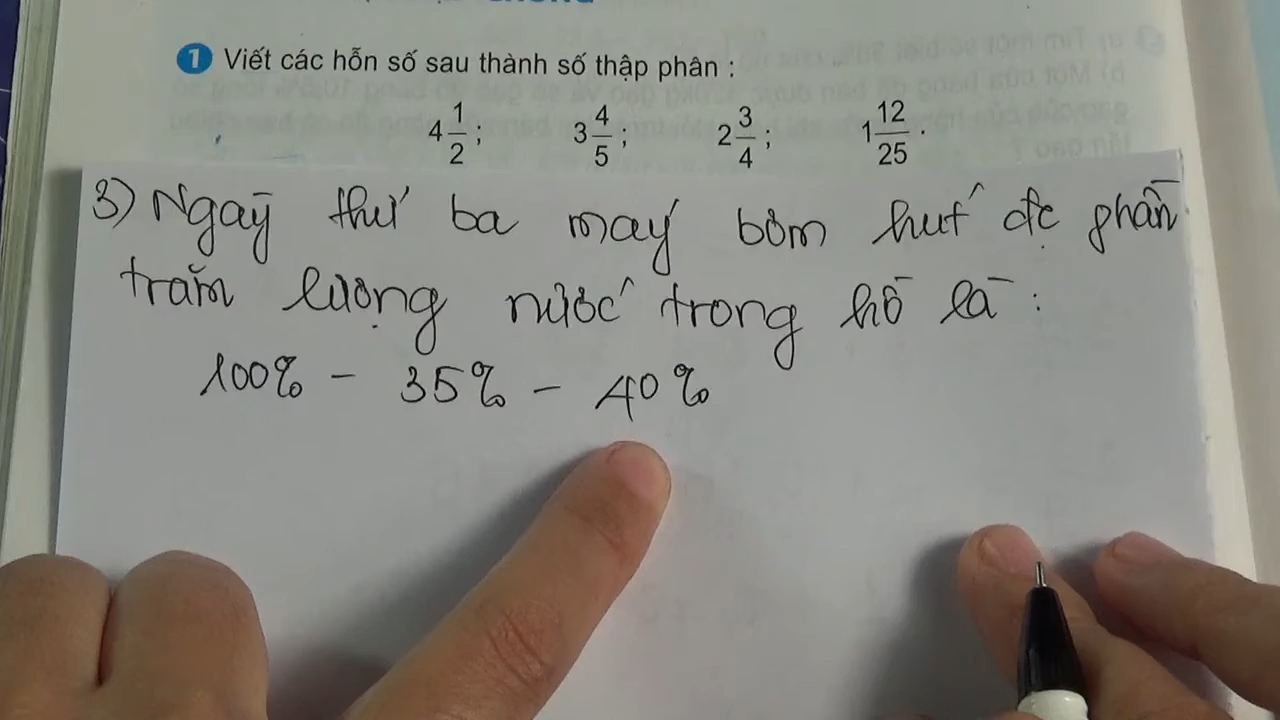 1 Viết các hỗn số sau thành số thập phân :
4 1/2 ; 3 4/5 ; 2 3/4 ; 1 12/25 .
3) Ngày thứ ba máy bơm hút đc phần
trăm lượng nước trong hồ là :
100% - 35% - 40%